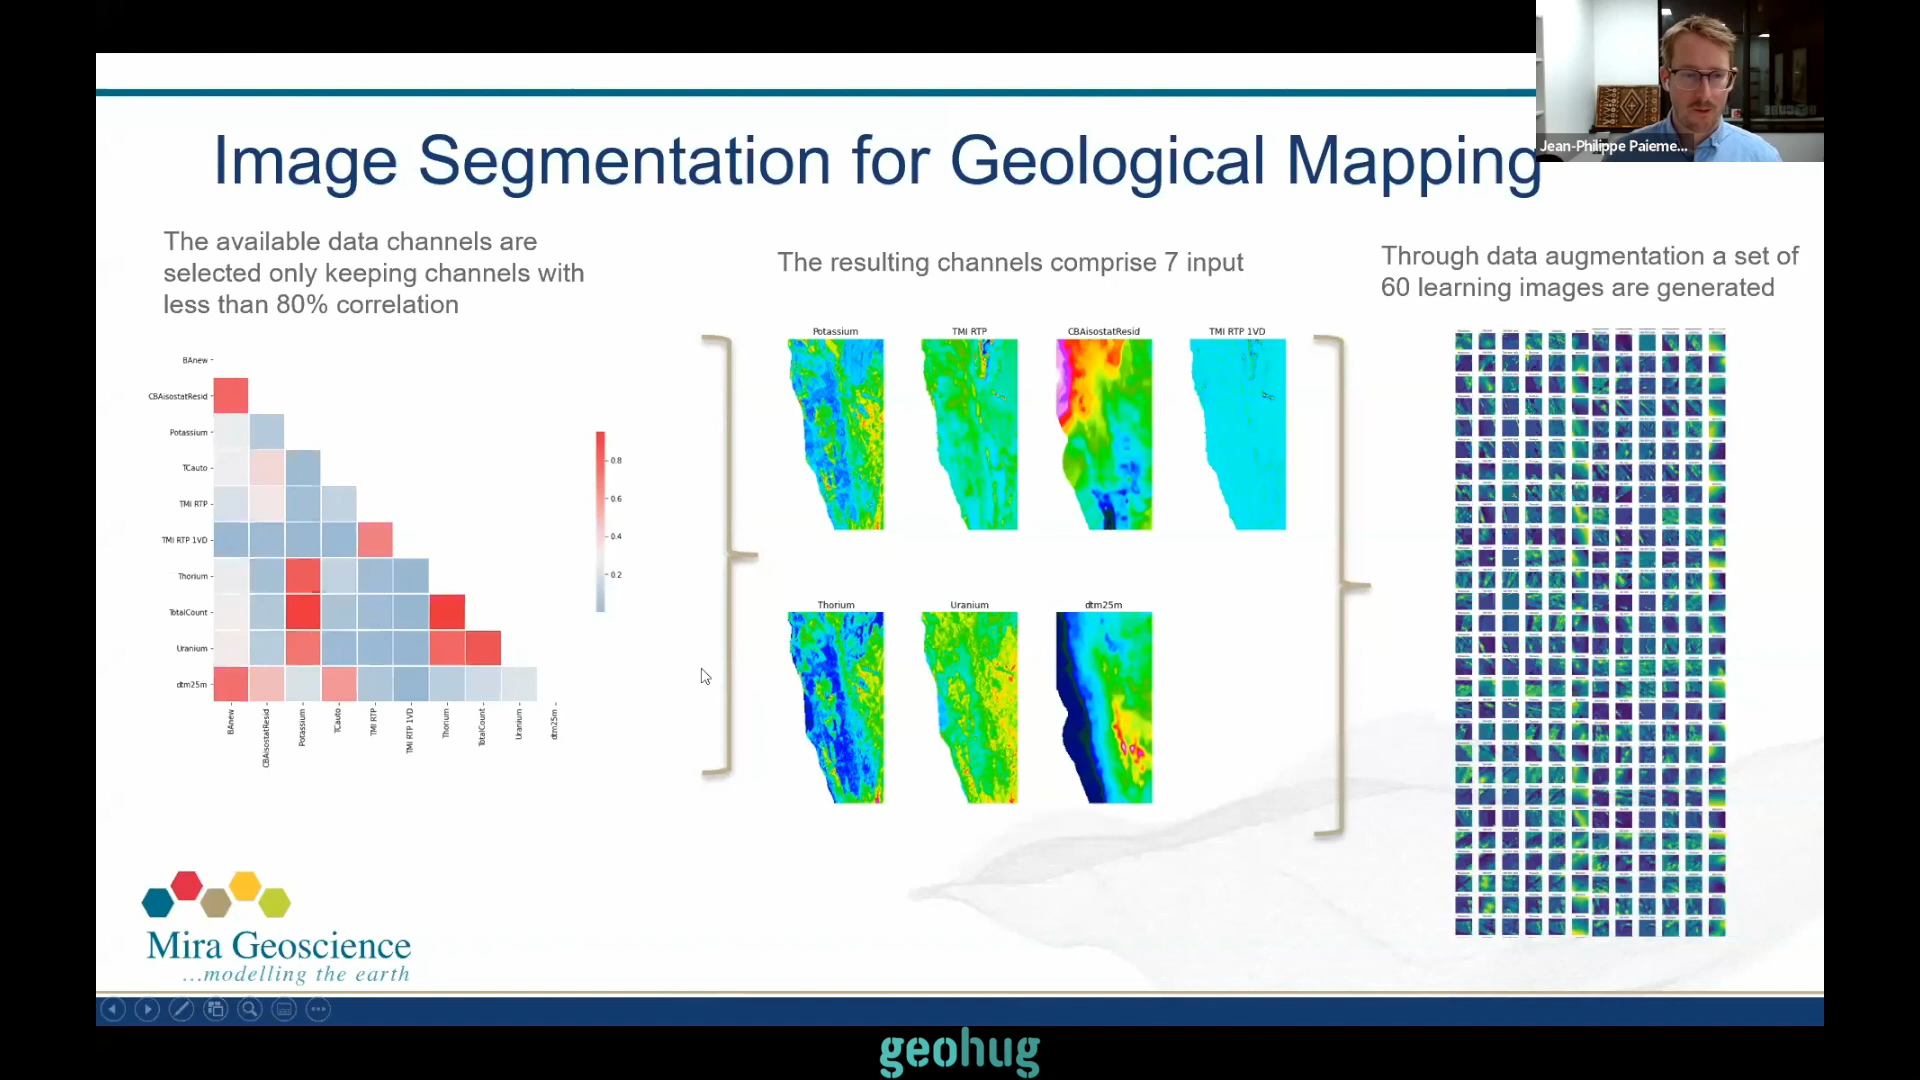 Jean-Philippe Paieme...
Image Segmentation for Geological Mapping
The available data channels are
selected only keeping channels with
less than 80% correlation
The resulting channels comprise 7 input
Through data augmentation a set of
60 learning images are generated
BAnew
CBAisostatResid
Potassium
TCauto
TMI RTP
TMI RTP 1VD
Thorium
TotalCount
Uranium
dtm25m
BAnew
CBAisostatResid
Potassium
TCauto
TMI RTP
TMI RTP 1VD
Thorium
TotalCount
Uranium
dtm25m
0.8
0.6
0.4
0.2
Potassium
TMI RTP
CBAisostatResid
TMI RTP 1VD
Thorium
Uranium
dtm25m
Mira Geoscience
...modelling the earth
geohug